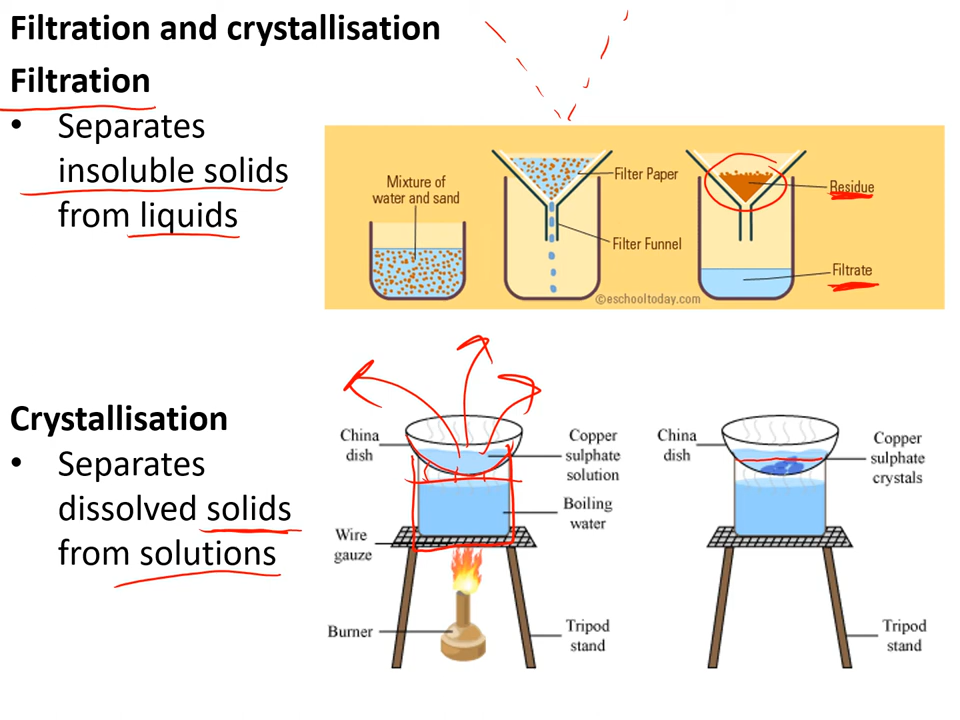 Filtration and crystallisation
Filtration
• Separates
insoluble solids
from liquids
Mixture of
water and sand
Filter Paper
Filter Funnel
Residue
Filtrate
©eschooltoday.com
Crystallisation
• Separates
dissolved solids
from solutions
China
dish
Copper
sulphate
solution
Boiling
water
Wire
gauze
Burner
Tripod
stand
China
dish
Copper
sulphate
crystals
Tripod
stand